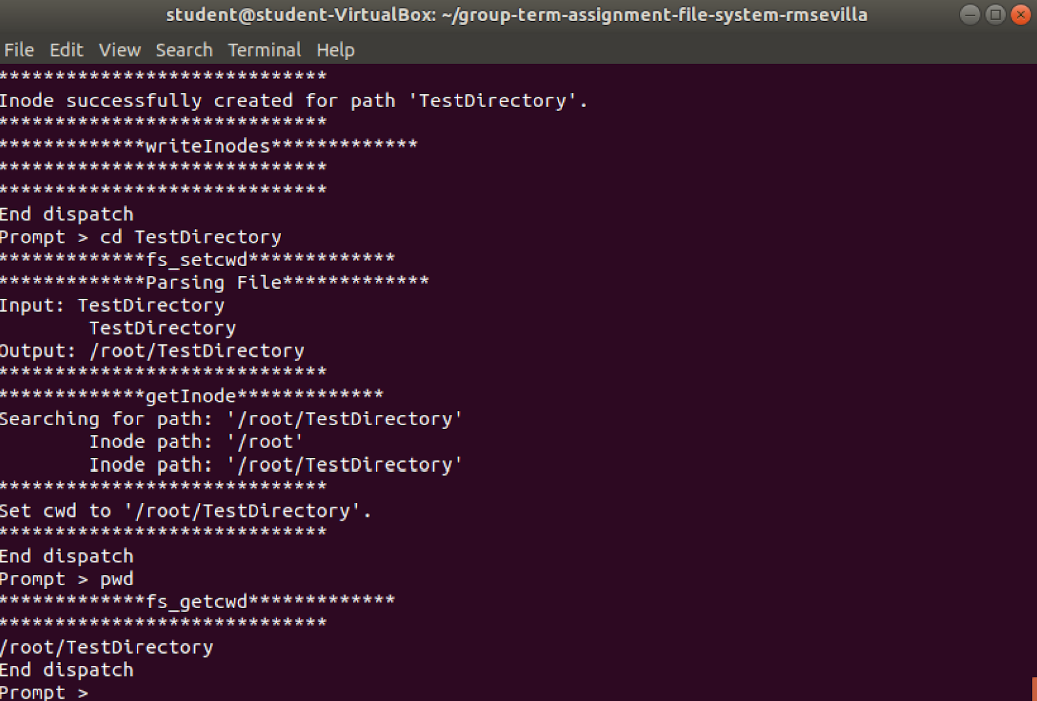 student@student-VirtualBox: ~/group-term-assignment-file-system-rmsevilla
File Edit View Search Terminal Help
*****************************
Inode successfully created for path 'TestDirectory'.
*****************************
*************writeInodes*************
*****************************
*****************************
End dispatch
Prompt > cd TestDirectory
*************fs_setcwd*************
*************Parsing File*************
Input: TestDirectory
        TestDirectory
Output: /root/TestDirectory
*****************************
*************getInode*************
Searching for path: '/root/TestDirectory'
        Inode path: '/root'
        Inode path: '/root/TestDirectory'
*****************************
Set cwd to '/root/TestDirectory'.
*****************************
End dispatch
Prompt > pwd
*************fs_getcwd*************
*****************************
/root/TestDirectory
End dispatch
Prompt >